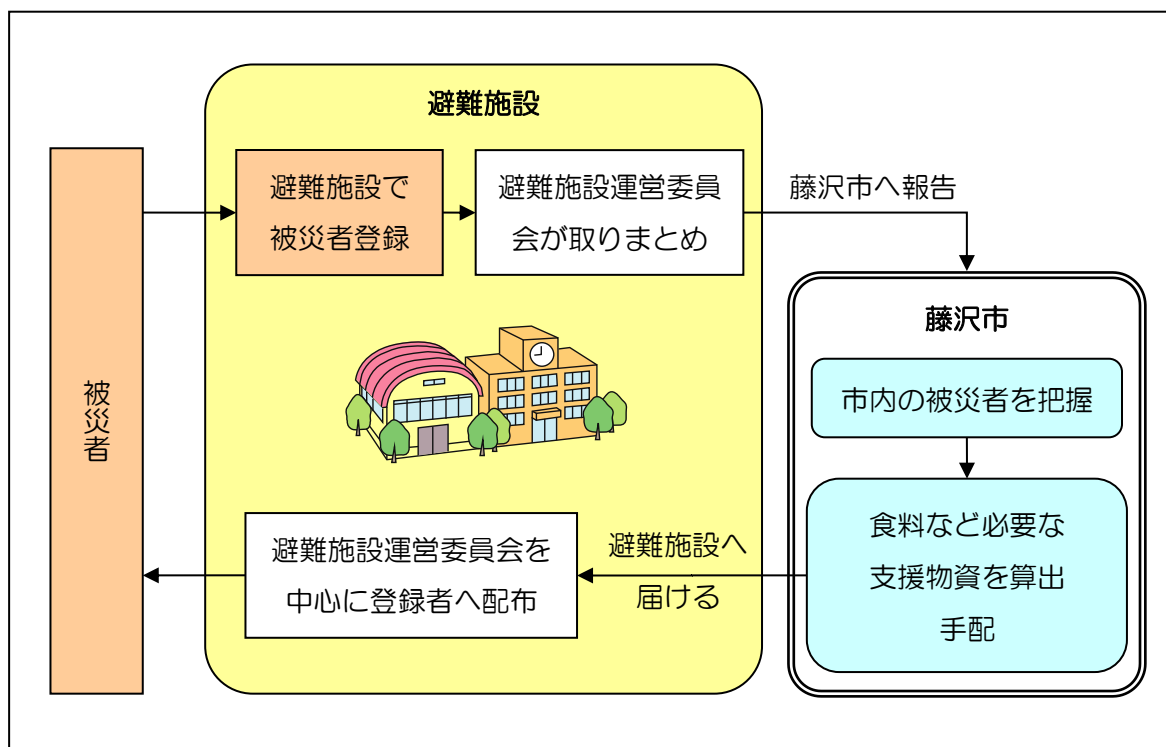 避難施設
避難施設で
被災者登録
避難施設運営委員
会が取りまとめ
藤沢市へ報告
藤沢市
市内の被災者を把握
食料など必要な
支援物資を算出
手配
避難施設へ
届ける
避難施設運営委員会を
中心に登録者へ配布
被災者